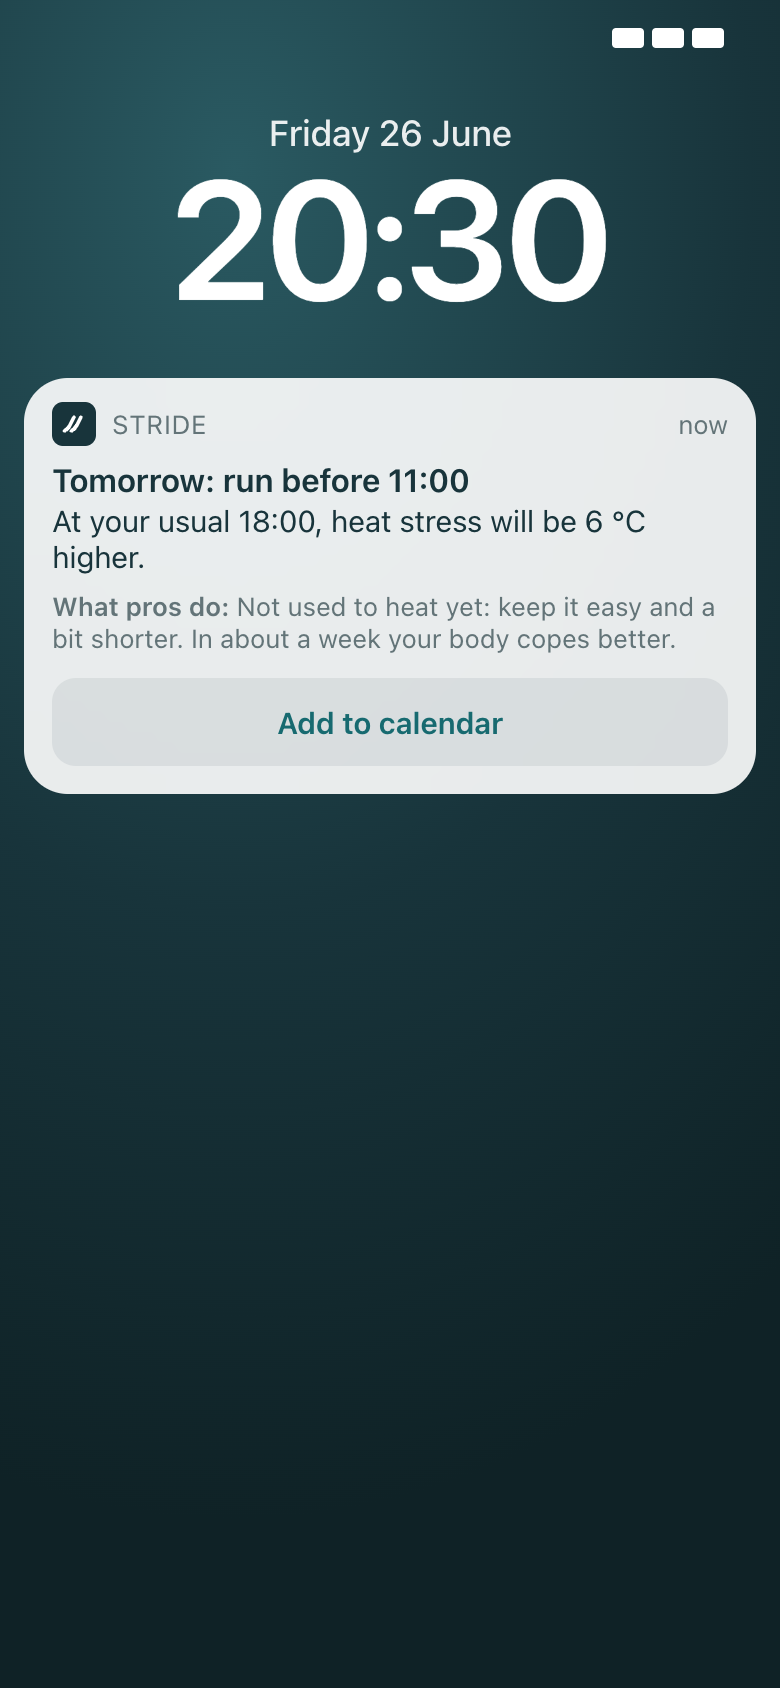 Friday 26 June
20:30
STRIDE
now
Tomorrow: run before 11:00
At your usual 18:00, heat stress will be 6 °C
higher.
What pros do: Not used to heat yet: keep it easy and a
bit shorter. In about a week your body copes better.
Add to calendar